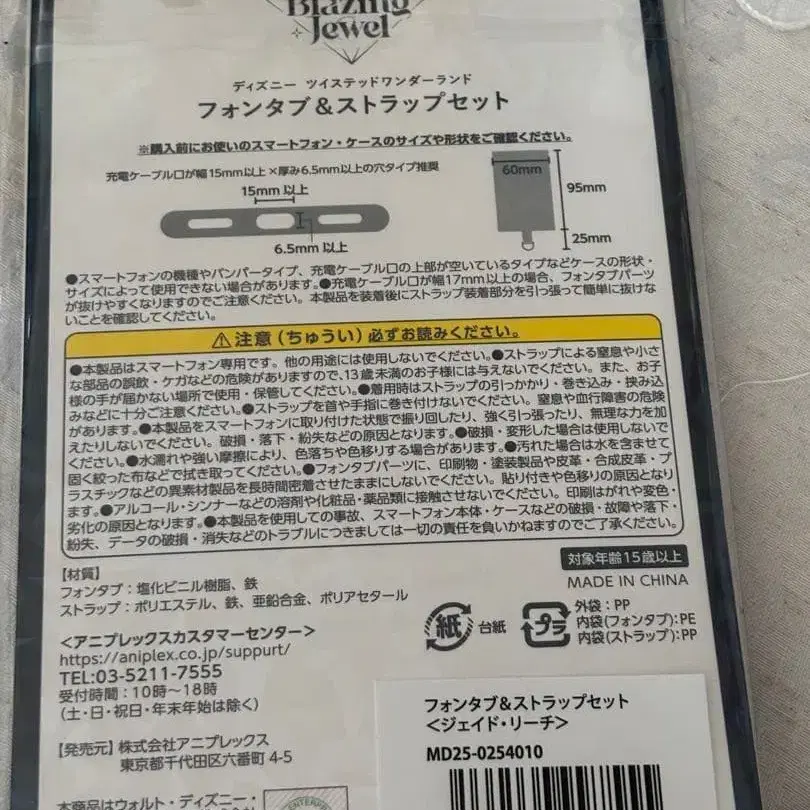 Blazing
Jewel
ディズニー ツイステッドワンダーランド
フォンタブ&ストラップセット
※購入前にお使いのスマートフォン・ケースのサイズや形状をご確認ください。
充電ケーブル口が幅15mm以上×厚み6.5mm以上の穴タイプ推奨
15mm 以上
6.5mm 以上
60mm
95mm
25mm
●スマートフォンの機種やバンパータイプ、充電ケーブル口の上部が空いているタイプなどケースの形状・
サイズによって使用できない場合があります。●充電ケーブル口が幅17mm以上の場合、フォンタブパーツ
が抜けやすくなりますのでご注意ください。本製品を装着後にストラップ装着部分を引っ張って簡単に抜けな
いことを確認してください。
⚠注意(ちゅうい)必ずお読みください。
●本製品はスマートフォン専用です。他の用途には使用しないでください。●ストラップによる窒息や小さ
な部品の誤飲・ケガなどの危険がありますので、13歳未満のお子様には与えないでください。また、お子
様の手が届かない場所で使用・保管してください。●着用時はストラップの引っかかり・巻き込み・挟み込
みなどに十分ご注意ください。●ストラップを首や手指に巻き付けないでください。窒息や血行障害の危険
があります。●本製品をスマートフォンに取り付けた状態で振り回したり、強く引っ張ったり、無理な力を加
えたりしないでください。破損・落下・紛失などの原因となります。●破損・変形した場合は使用しないで
ください。●水濡れや強い摩擦により、色落ちや色移りする場合があります。●汚れた場合は水を含ませて
固く絞った布などで拭き取ってください。●フォンタブパーツに、印刷物・塗装製品や皮革・合成皮革・プ
ラスチックなどの異素材製品を長時間密着させたままにしないでください。貼り付きや色移りの原因となり
ます。●アルコール・シンナーなどの溶剤や化粧品・薬品類に接触させないでください。印刷はがれや変色・
劣化の原因となります。●本製品を使用しての事故、スマートフォン本体・ケースなどの破損・故障や落下・
紛失、データの破損・消失などのトラブルにつきましては一切の責任を負いかねますのでご了承ください。
対象年齢15歳以上
MADE IN CHINA
【材質】
フォンタブ:塩化ビニル樹脂、鉄
ストラップ:ポリエステル、鉄、亜鉛合金、ポリアセタール
紙 台紙
プラ
外袋:PP
内袋(フォンタブ):PE
内袋(ストラップ):PP
<アニプレックスカスタマーセンター>
https://aniplex.co.jp/suppurt/
TEL:03-5211-7555
受付時間:10時〜18時
(土・日・祝日・年末年始は除く)
【発売元】株式会社アニプレックス
東京都千代田区六番町 4-5
本商品はウォルト・ディズニー・
フォンタブ&ストラップセット
<ジェイド・リーチ>
MD25-0254010